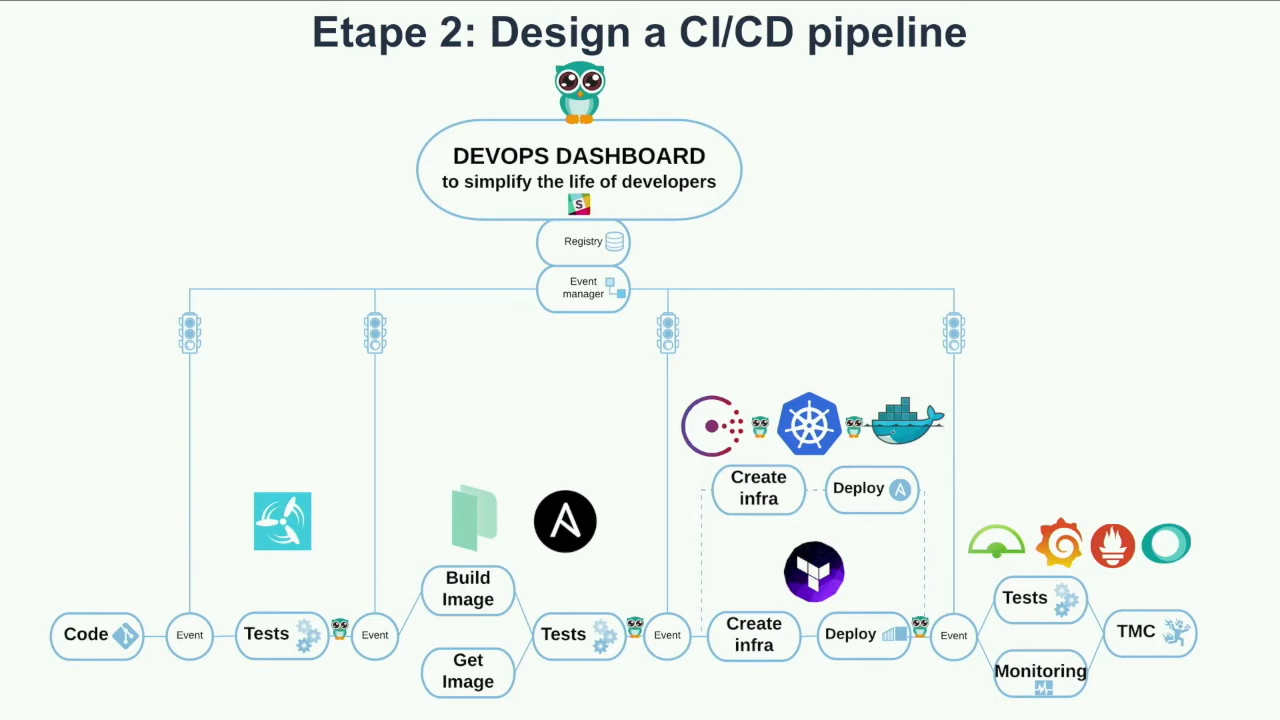 Etape 2: Design a CI/CD pipeline
DEVOPS DASHBOARD
to simplify the life of developers
S
Registry
Event
manager
Create
infra
Deploy
A
Build
Image
Code
Event
Tests
Event
Get
Image
Tests
Event
Create
infra
Deploy
Event
Tests
Monitoring
TMC